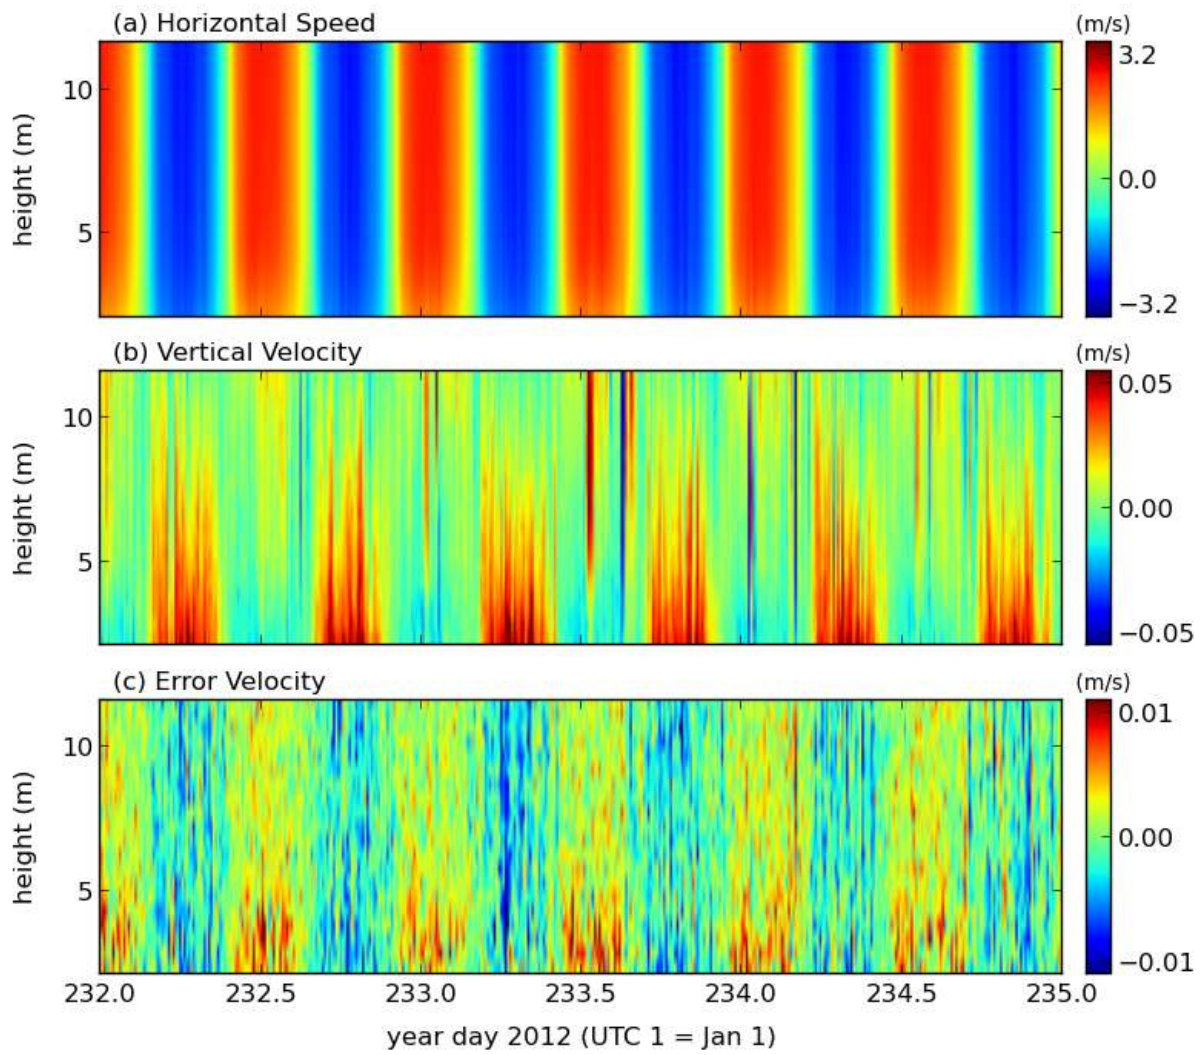 (a) Horizontal Speed
(m/s)
10
5
height (m)
3.2
0.0
−3.2
(b) Vertical Velocity
(m/s)
10
5
height (m)
0.05
0.00
−0.05
(c) Error Velocity
(m/s)
10
5
height (m)
0.01
0.00
−0.01
232.0 232.5 233.0 233.5 234.0 234.5 235.0
year day 2012 (UTC 1 = Jan 1)